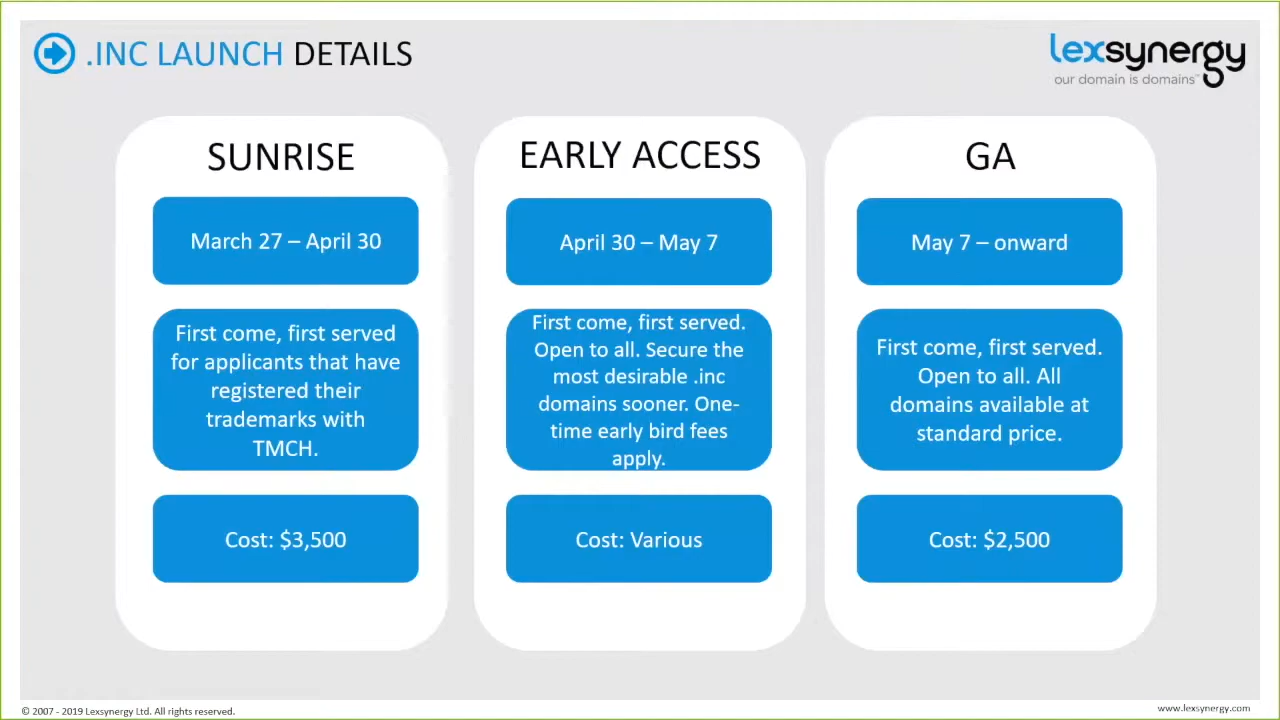 .INC LAUNCH DETAILS
lexsynergy
our domain is domains™
SUNRISE
March 27 – April 30
First come, first served
for applicants that have
registered their
trademarks with
TMCH.
Cost: $3,500
EARLY ACCESS
April 30 – May 7
First come, first served.
Open to all. Secure the
most desirable .inc
domains sooner. One-
time early bird fees
apply.
Cost: Various
GA
May 7 – onward
First come, first served.
Open to all. All
domains available at
standard price.
Cost: $2,500
© 2007 - 2019 Lexsynergy Ltd. All rights reserved.
www.lexsynergy.com